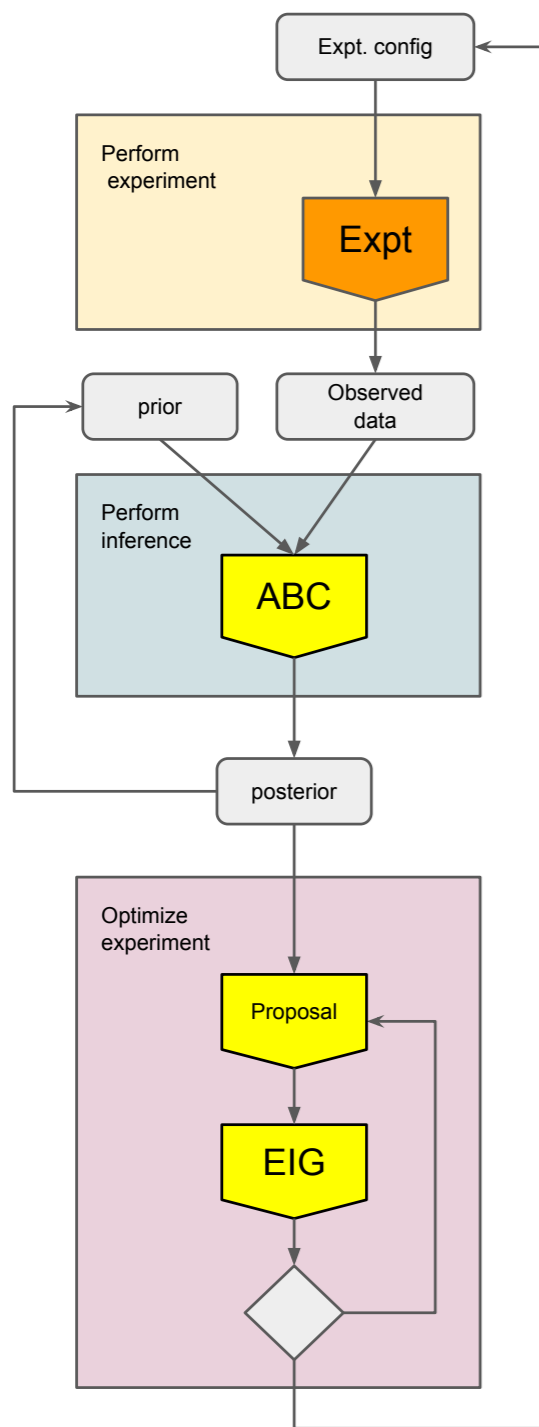 Expt. config
Perform
experiment
Expt
prior
Observed
data
Perform
inference
ABC
posterior
Optimize
experiment
Proposal
EIG